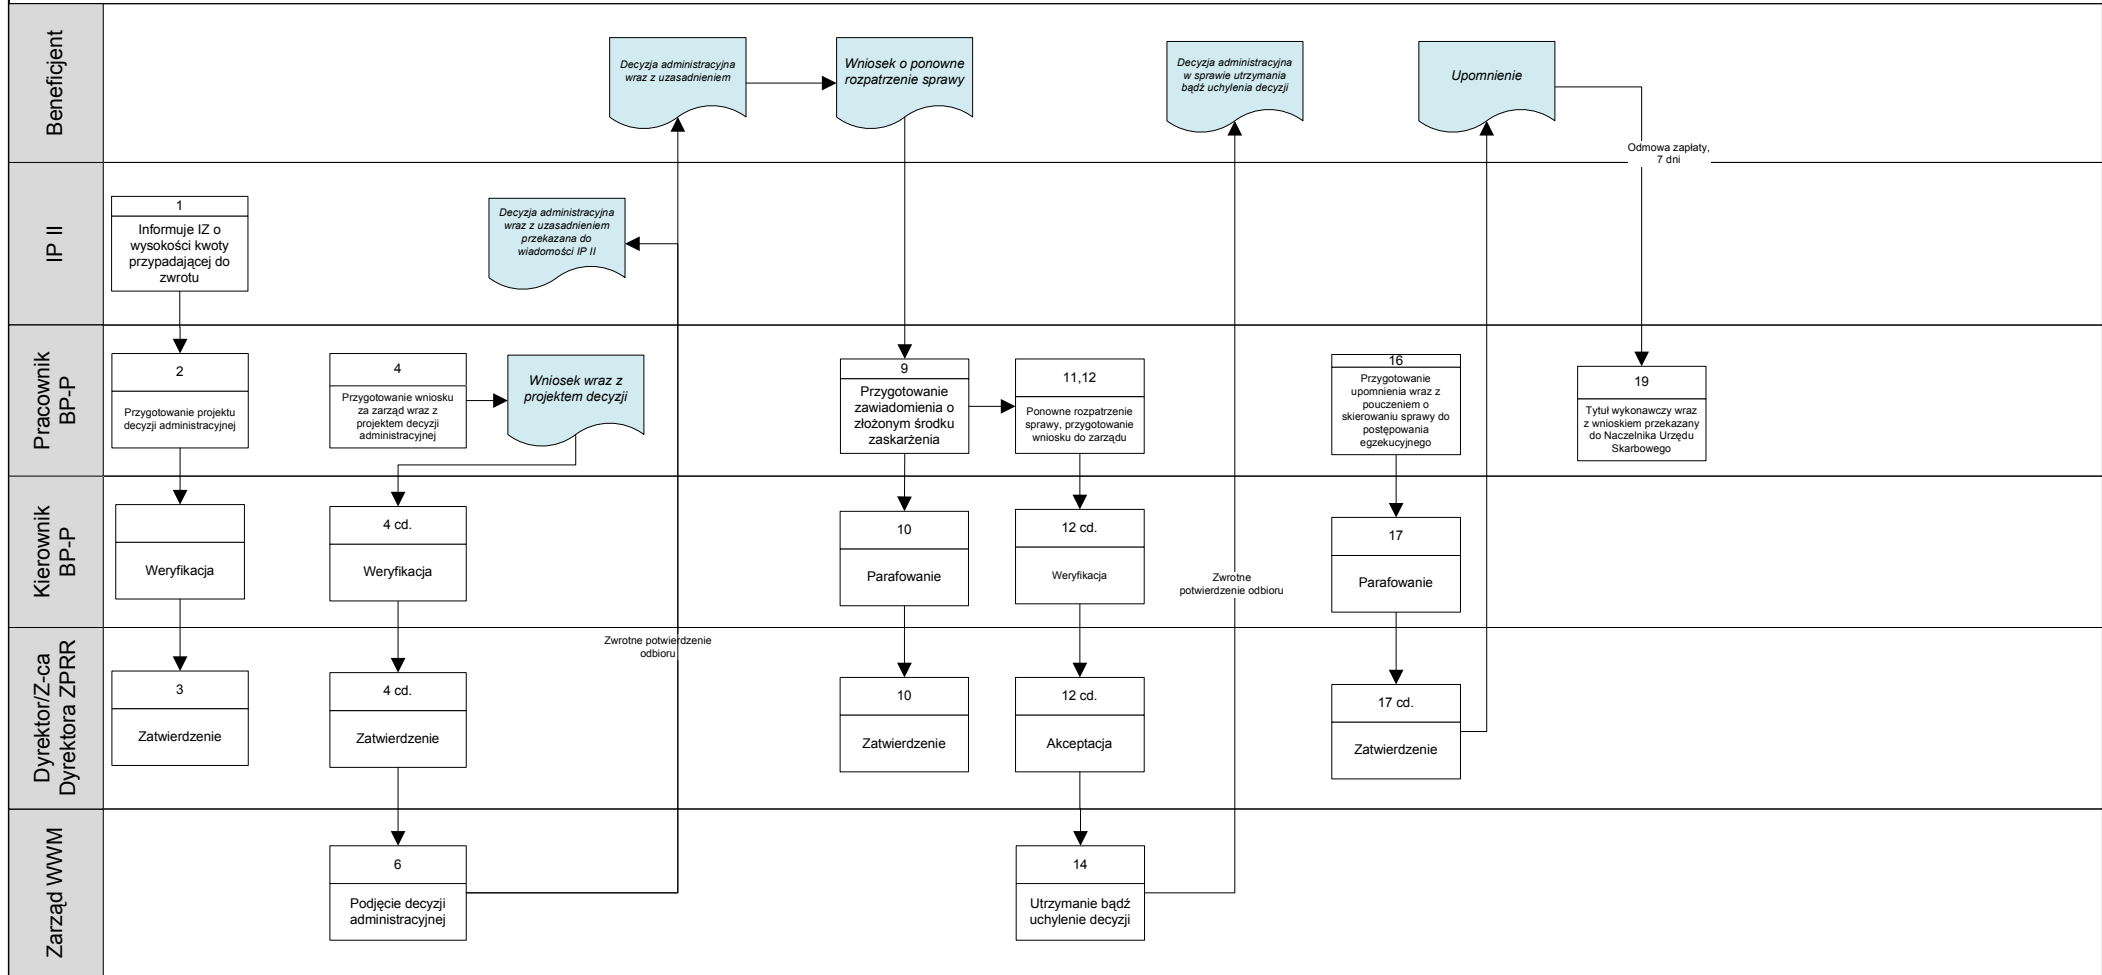 Beneficjent
Decyzja administracyjna
wraz z uzasadnieniem
Wniosek o ponowne
rozpatrzenie sprawy
Decyzja administracyjna
w sprawie utrzymania
bądź uchylenia decyzji
Upomnienie
Odmowa zapłaty,
7 dni
IP II
1
Informuje IZ o
wysokości kwoty
przypadającej do
zwrotu
Decyzja administracyjna
wraz z uzasadnieniem
przekazana do
wiadomości IP II
Pracownik
BP-P
2
Przygotowanie projektu
decyzji administracyjnej
4
Przygotowanie wniosku
za zarząd wraz z
projektem decyzji
administracyjnej
Wniosek wraz z
projektem decyzji
9
Przygotowanie
zawiadomienia o
złożonym środku
zaskarżenia
11,12
Ponowne rozpatrzenie
sprawy, przygotowanie
wniosku do zarządu
16
Przygotowanie
upomnienia wraz z
pouczeniem o
skierowaniu sprawy do
postępowania
egzekucyjnego
19
Tytuł wykonawczy wraz
z wnioskiem przekazany
do Naczelnika Urzędu
Skarbowego
Kierownik
BP-P
Weryfikacja
4 cd.
Weryfikacja
10
Parafowanie
12 cd.
Weryfikacja
Zwrotne
potwierdzenie odbioru
17
Parafowanie
Dyrektor/Z-ca
Dyrektora ZPRR
3
Zatwierdzenie
4 cd.
Zatwierdzenie
Zwrotne potwierdzenie
odbioru
10
Zatwierdzenie
12 cd.
Akceptacja
17 cd.
Zatwierdzenie
Zarząd WWM
6
Podjęcie decyzji
administracyjnej
14
Utrzymanie bądź
uchylenie decyzji